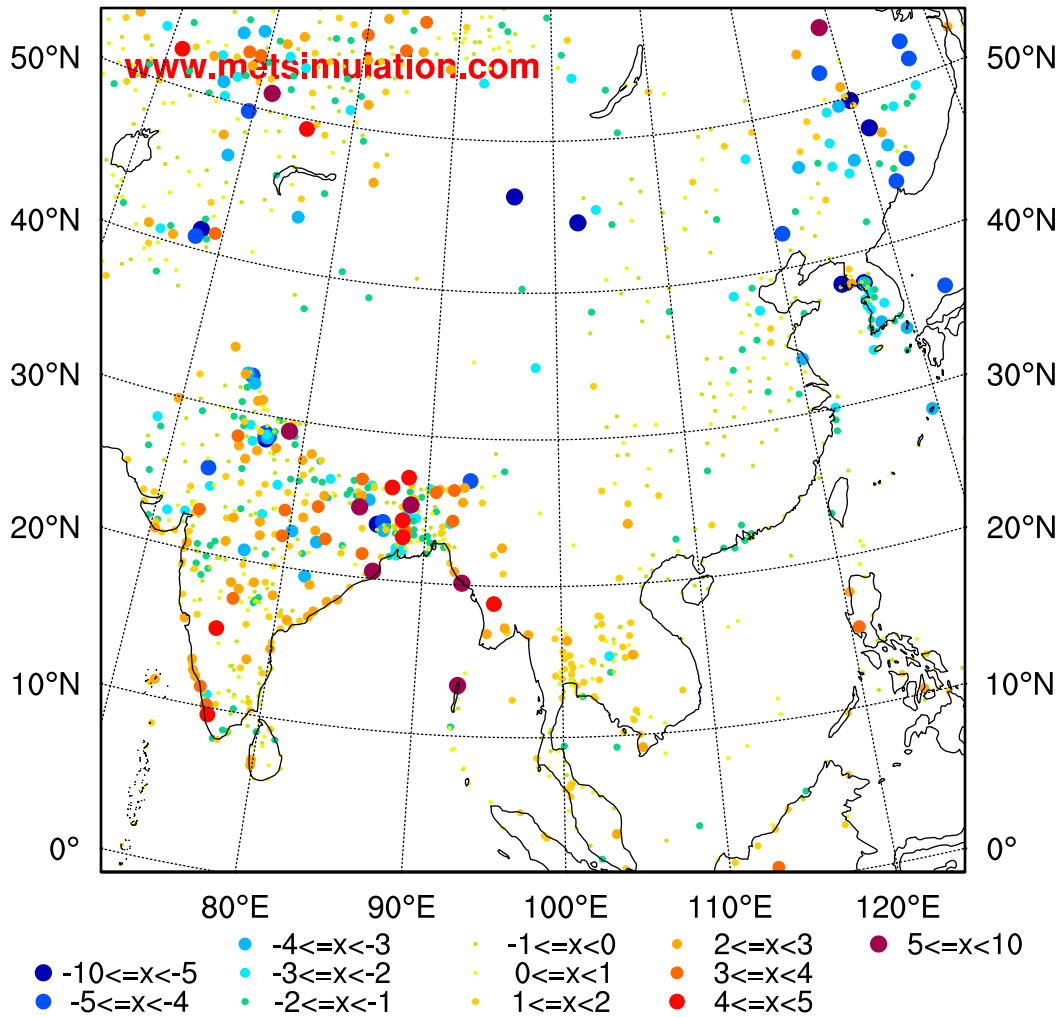 50°N 50°N
www.metsimulation.com
40°N 40°N
30°N 30°N
20°N 20°N
10°N 10°N
0° 0°
80°E 90°E 100°E 110°E 120°E
-4<=x<-3 -1<=x<0 2<=x<3 5<=x<10
-10<=x<-5 -3<=x<-2 0<=x<1 3<=x<4
-5<=x<-4 -2<=x<-1 1<=x<2 4<=x<5